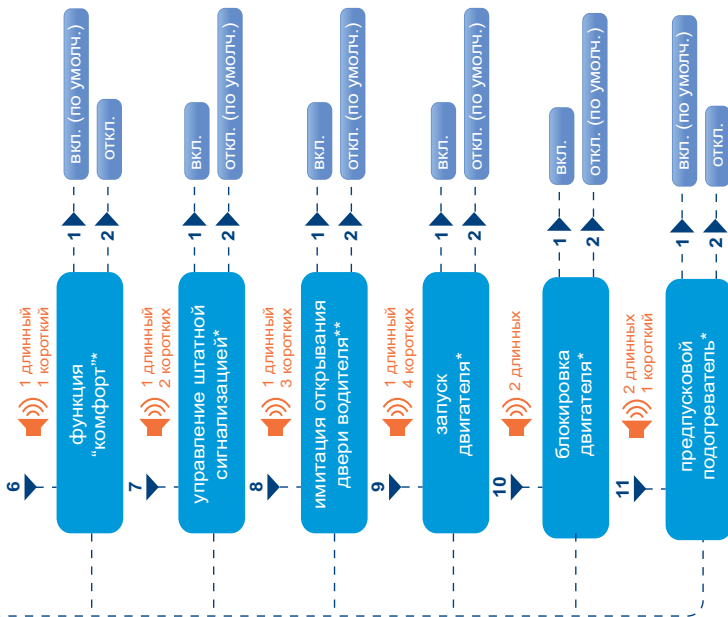 6
1 длинный
1 короткий
функция
“комфорт”*
1
вкл. (по умолч.)
2
откл.
7
1 длинный
2 коротких
управление штатной
сигнализацией*
1
вкл.
2
откл. (по умолч.)
8
1 длинный
3 коротких
имитация открывания
двери водителя**
1
вкл.
2
откл. (по умолч.)
9
1 длинный
4 коротких
запуск
двигателя*
1
вкл.
2
откл. (по умолч.)
10
2 длинных
блокировка
двигателя*
1
вкл.
2
откл. (по умолч.)
11
2 длинных
1 короткий
предпусковой
подогреватель*
1
вкл. (по умолч.)
2
откл.